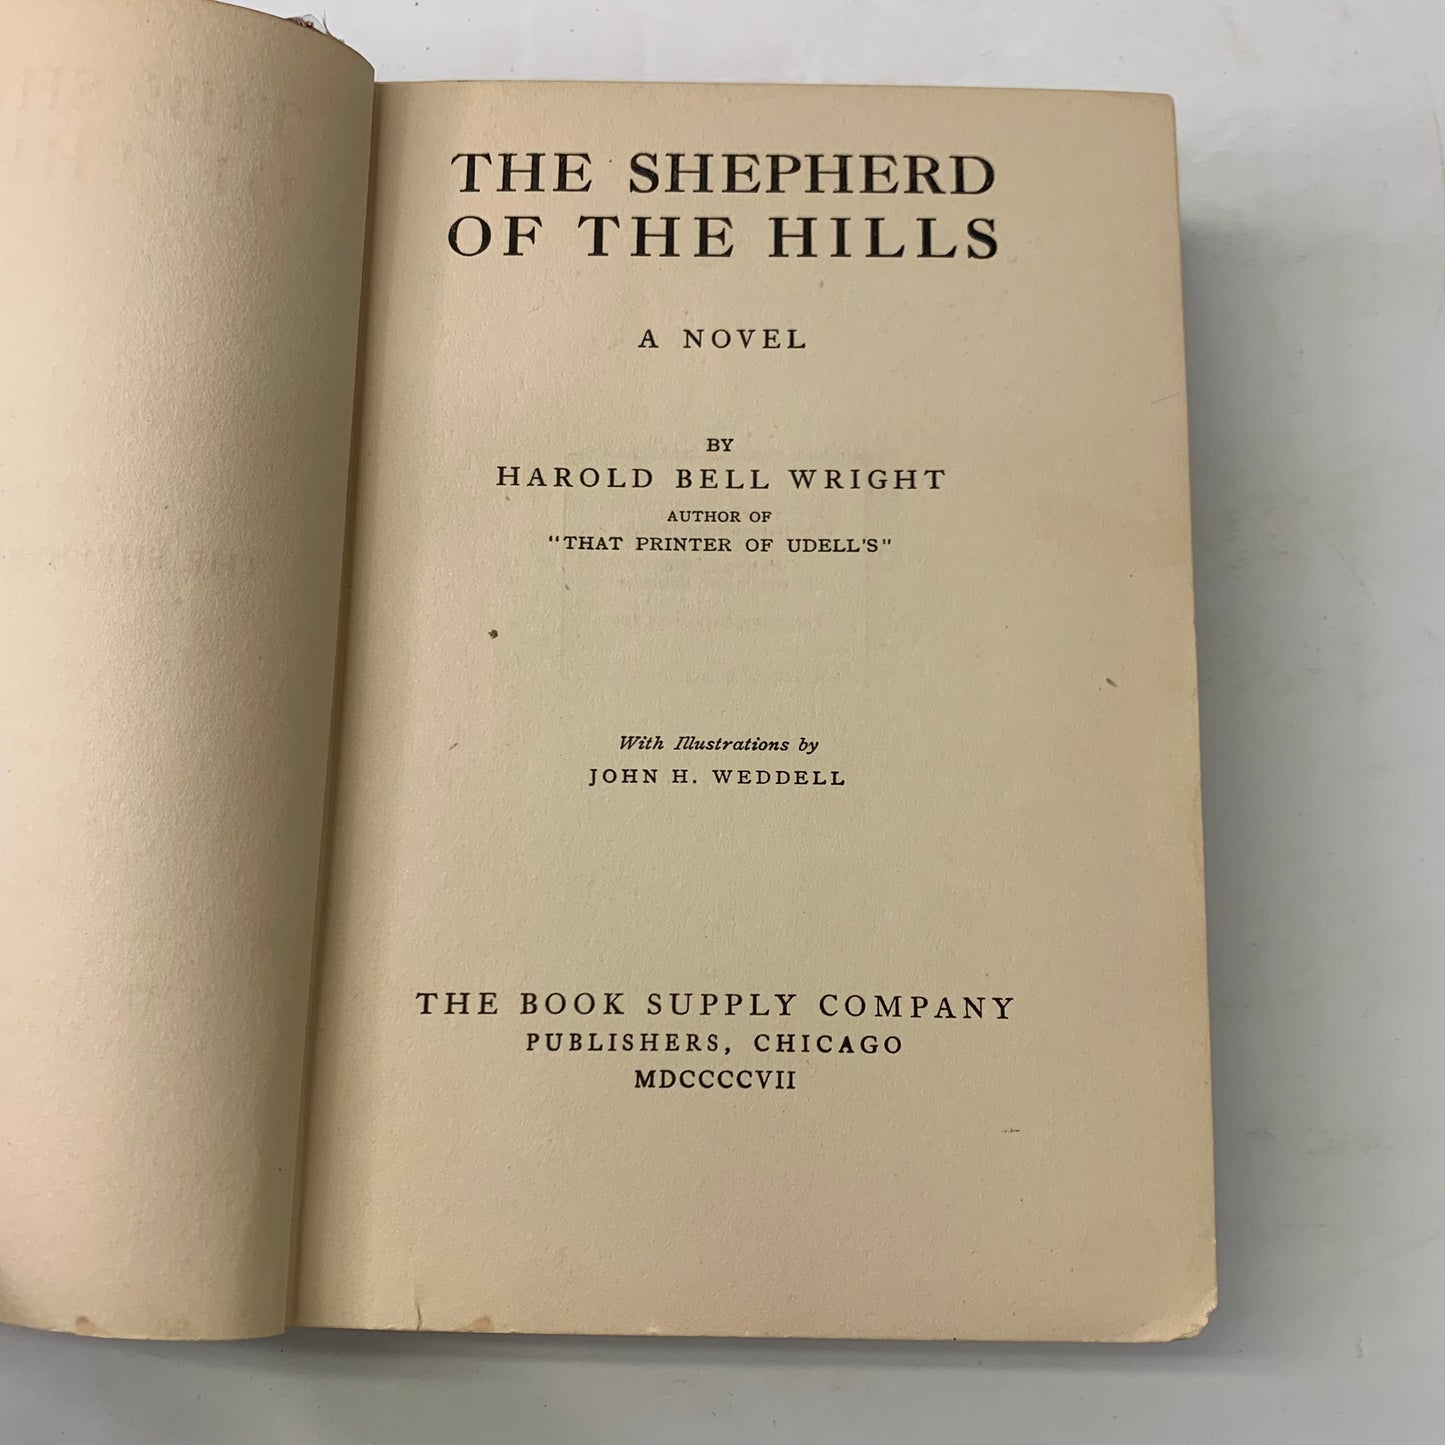 THE SHEPHERD
OF THE HILLS
A NOVEL
BY
HAROLD BELL WRIGHT
AUTHOR OF
"THAT PRINTER OF UDELL'S"
With Illustrations by
JOHN H. WEDDELL
THE BOOK SUPPLY COMPANY
PUBLISHERS, CHICAGO
MDCCCCVII